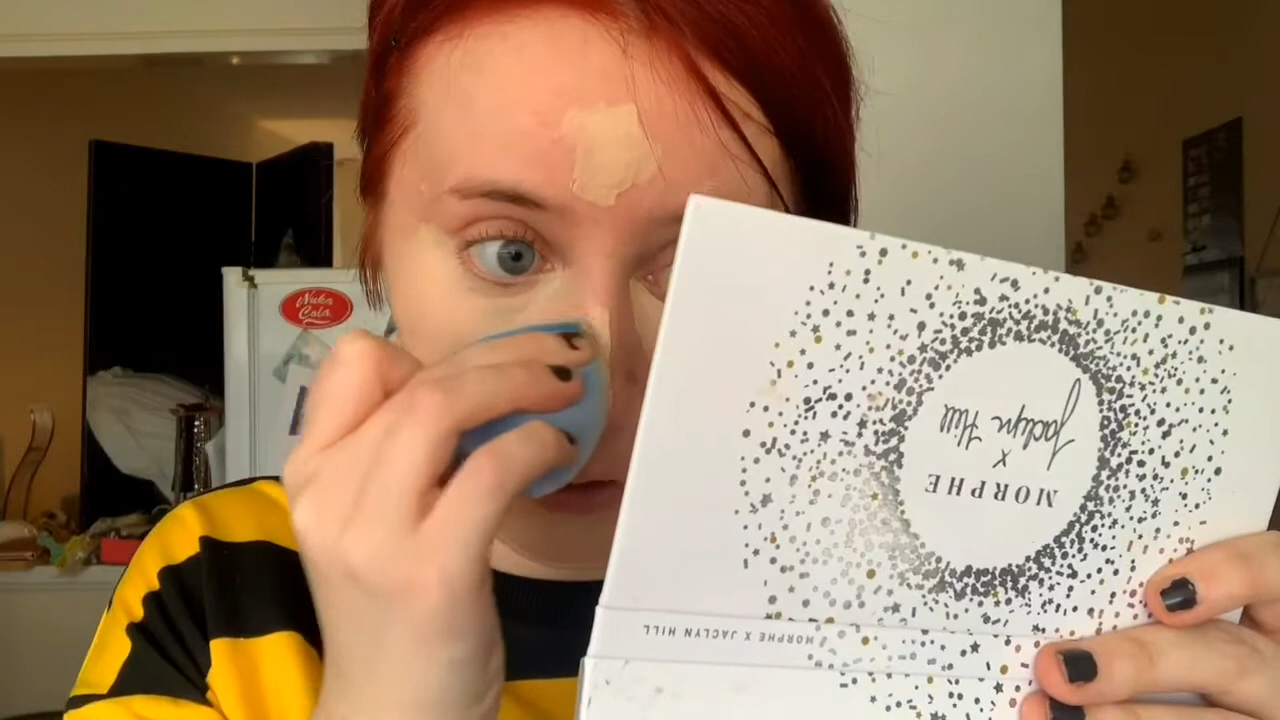 Nuka
Cola
MORPHE
X
Jaclyn Hill
MORPHE X JACLYN HILL